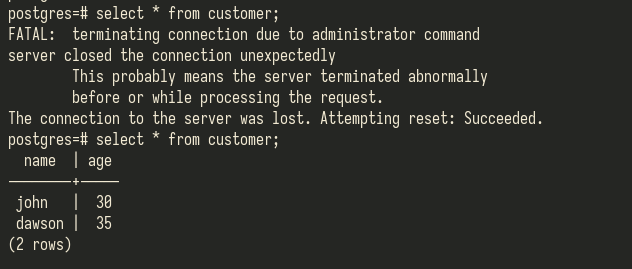 postgres=# select * from customer;
FATAL:  terminating connection due to administrator command
server closed the connection unexpectedly
        This probably means the server terminated abnormally
        before or while processing the request.
The connection to the server was lost. Attempting reset: Succeeded.
postgres=# select * from customer;
  name  | age
--------+-----
 john   |  30
 dawson |  35
(2 rows)